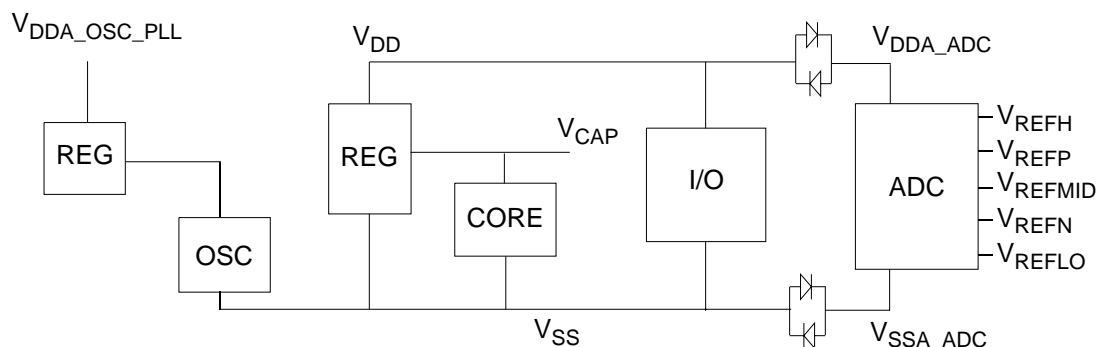 VDDA_OSC_PLL
VDD
VDDA_ADC
REG
REG
VCAP
CORE
OSC
I/O
ADC
VREFH
VREFP
VREFMID
VREFN
VREFLO
VSS
VSSA_ADC